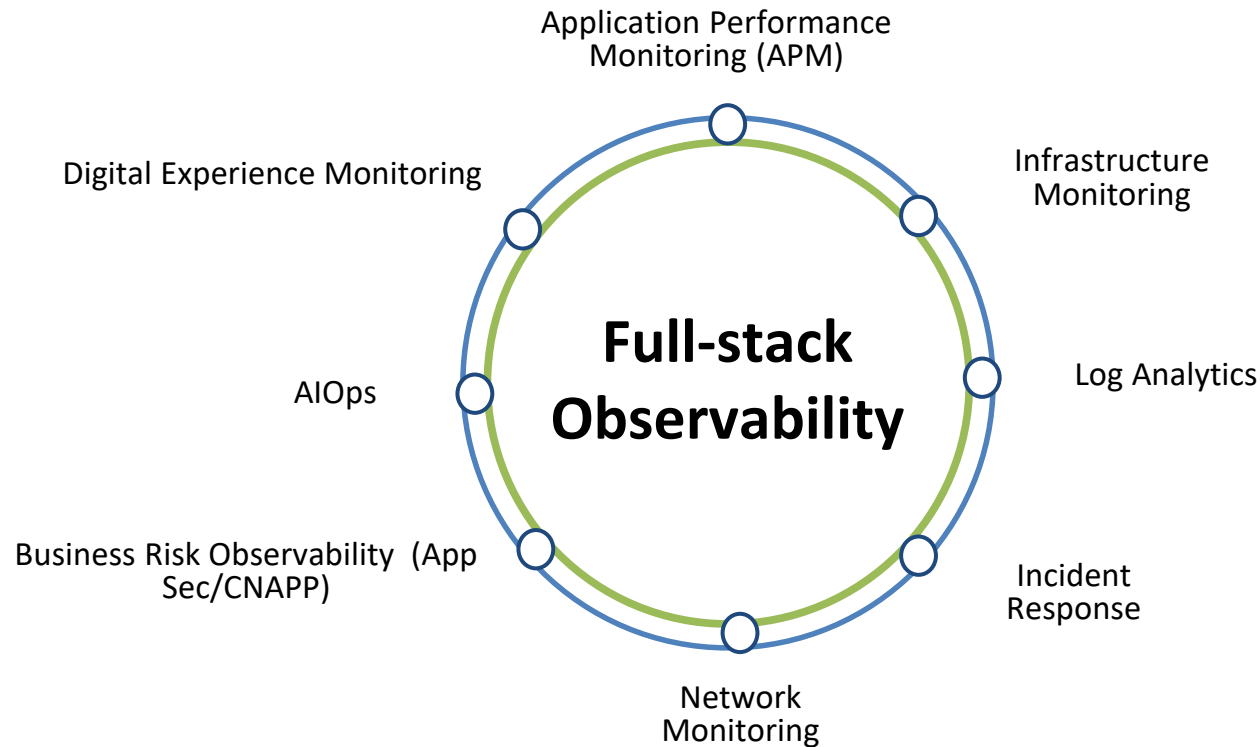 Application Performance
Monitoring (APM)
Infrastructure
Monitoring
Log Analytics
Incident
Response
Network
Monitoring
Business Risk Observability  (App
Sec/CNAPP)
AIOps
Digital Experience Monitoring
Full-stack
Observability